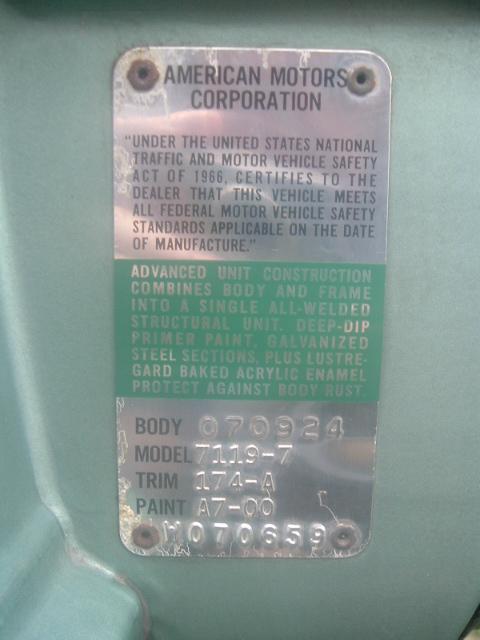 AMERICAN MOTORS
CORPORATION
"UNDER THE UNITED STATES NATIONAL
TRAFFIC AND MOTOR VEHICLE SAFETY
ACT OF 1966, CERTIFIES TO THE
DEALER THAT THIS VEHICLE MEETS
ALL FEDERAL MOTOR VEHICLE SAFETY
STANDARDS APPLICABLE ON THE DATE
OF MANUFACTURE."
ADVANCED UNIT CONSTRUCTION
COMBINES BODY AND FRAME
INTO A SINGLE ALL-WELDED
STRUCTURAL UNIT. DEEP-DIP
PRIMER PAINT, GALVANIZED
STEEL SECTIONS, PLUS LUSTRE-
GARD BAKED ACRYLIC ENAMEL
PROTECT AGAINST BODY RUST.
BODY 070924
MODEL 7119-7
TRIM 174-A
PAINT A7-00
W070659